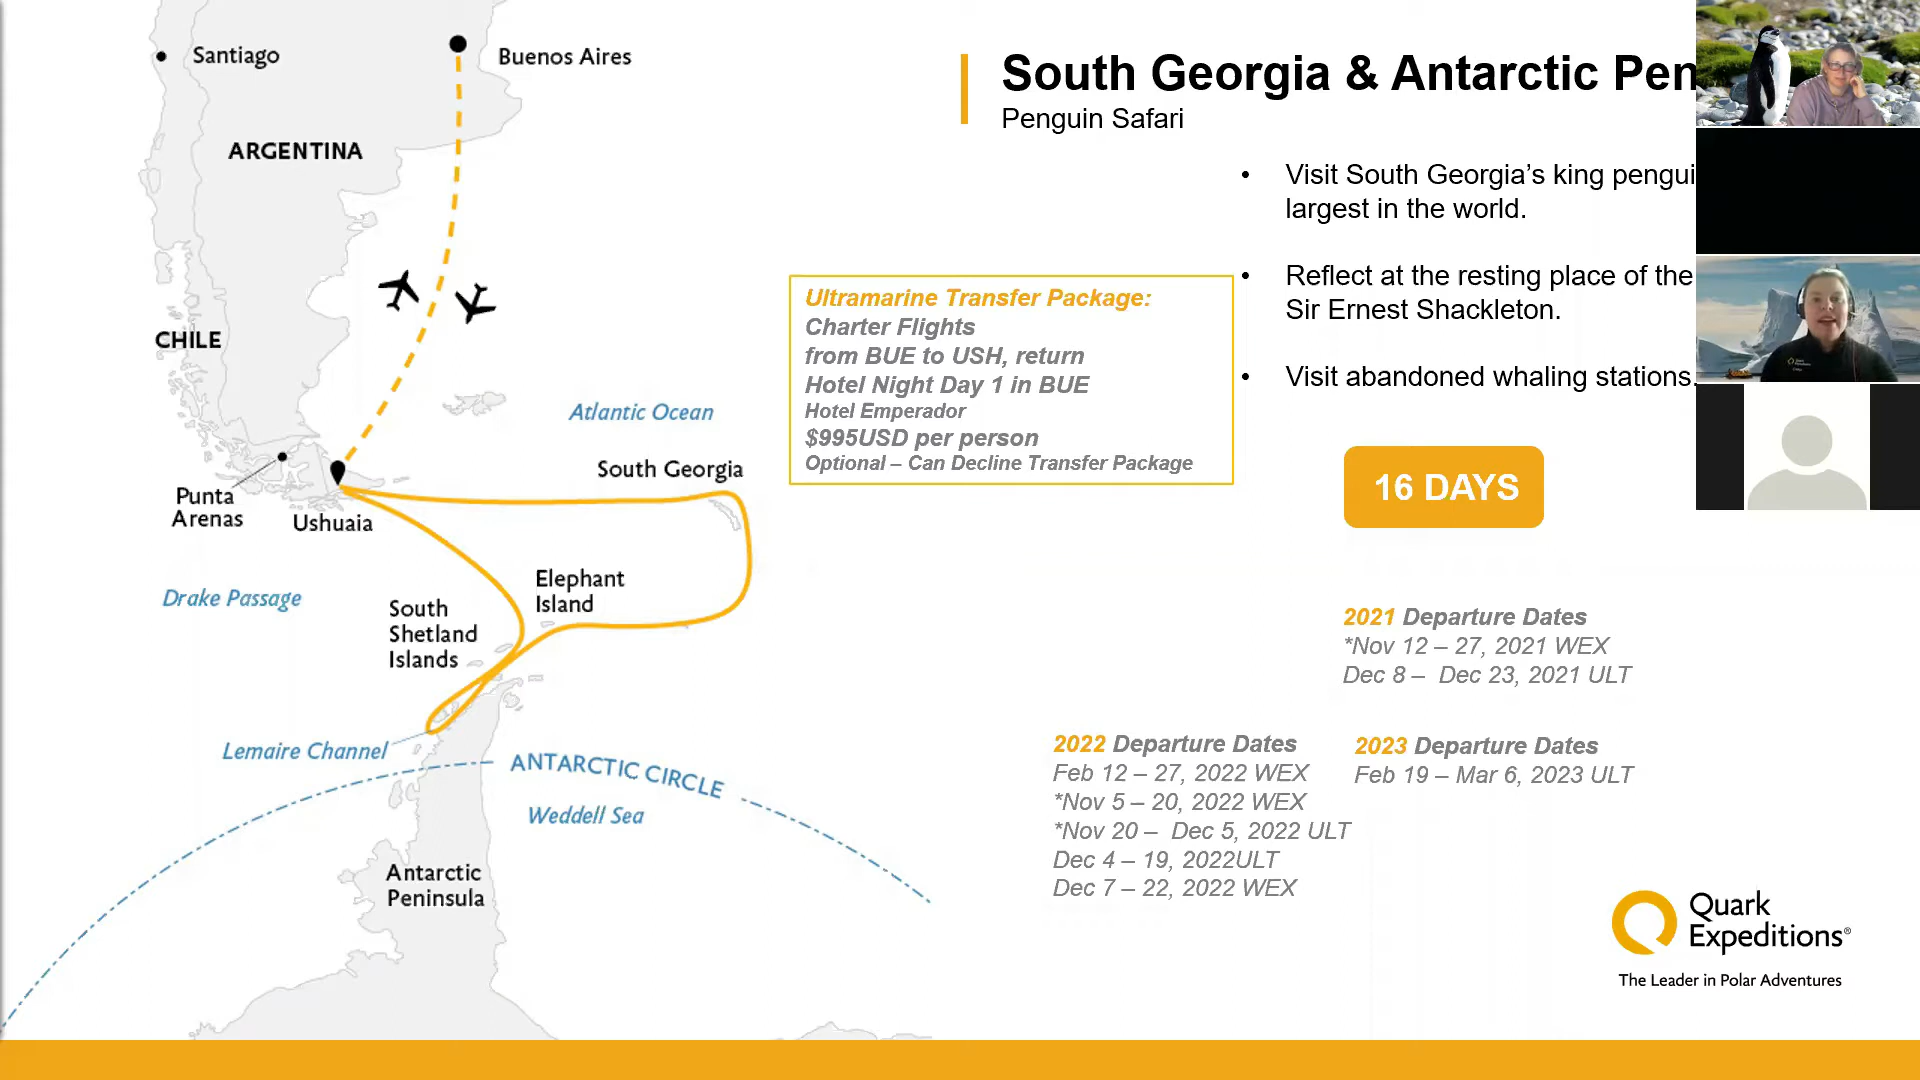 Santiago
Buenos Aires
ARGENTINA
CHILE
Atlantic Ocean
South Georgia
Punta
Arenas
Ushuaia
Drake Passage
South
Shetland
Islands
Elephant
Island
Lemaire Channel
ANTARCTIC CIRCLE
Weddell Sea
Antarctic
Peninsula
South Georgia & Antarctic Pen
Penguin Safari
• Visit South Georgia’s king pengui
largest in the world.
• Reflect at the resting place of the
Sir Ernest Shackleton.
• Visit abandoned whaling stations.
Ultramarine Transfer Package:
Charter Flights
from BUE to USH, return
Hotel Night Day 1 in BUE
Hotel Emperador
$995USD per person
Optional – Can Decline Transfer Package
16 DAYS
2021 Departure Dates
*Nov 12 – 27, 2021 WEX
Dec 8 – Dec 23, 2021 ULT
2022 Departure Dates
Feb 12 – 27, 2022 WEX
*Nov 5 – 20, 2022 WEX
*Nov 20 – Dec 5, 2022 ULT
Dec 4 – 19, 2022ULT
Dec 7 – 22, 2022 WEX
2023 Departure Dates
Feb 19 – Mar 6, 2023 ULT
Quark
Expeditions®
The Leader in Polar Adventures